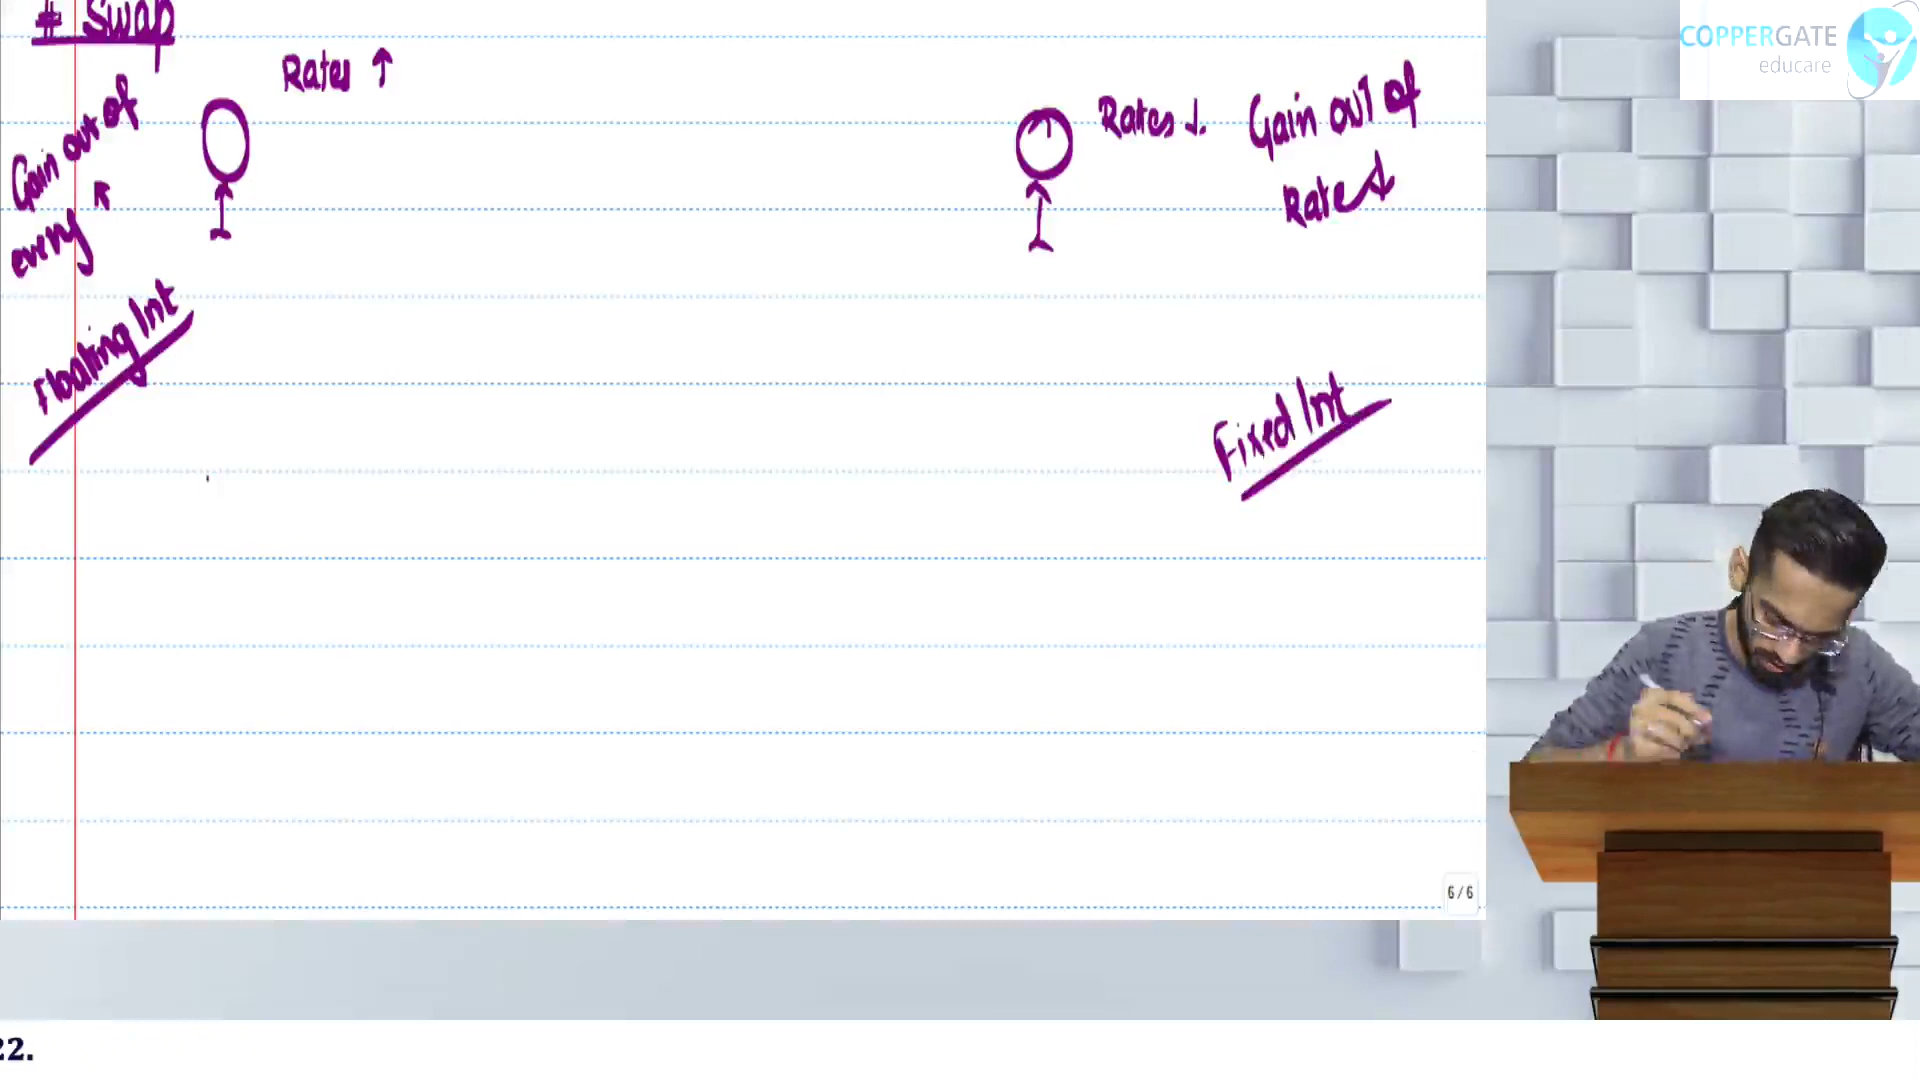 # Swap
Rates ↑
Gain out of
every ↑
Floating Int
Rates ↓. Gain out of
Rate ↓
Fixed Int
6/6
COPPERGATE
educare
22.